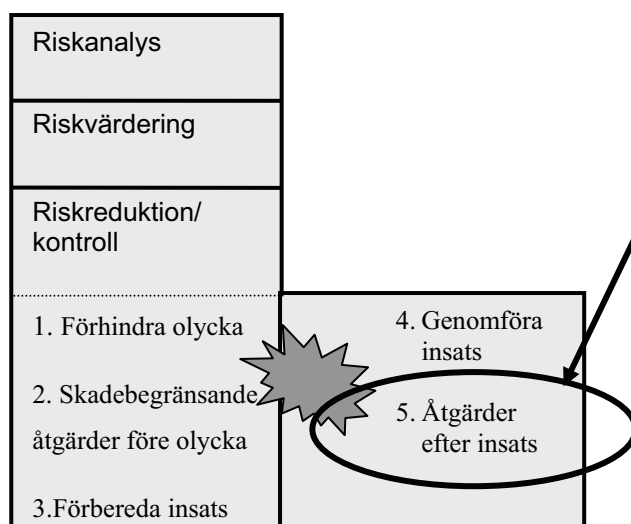 Riskanalys
Riskvärdering
Riskreduktion/
kontroll
1. Förhindra olycka
2. Skadebegränsande
åtgärder före olycka
3.Förbereda insats
4. Genomföra
insats
5. Åtgärder
efter insats